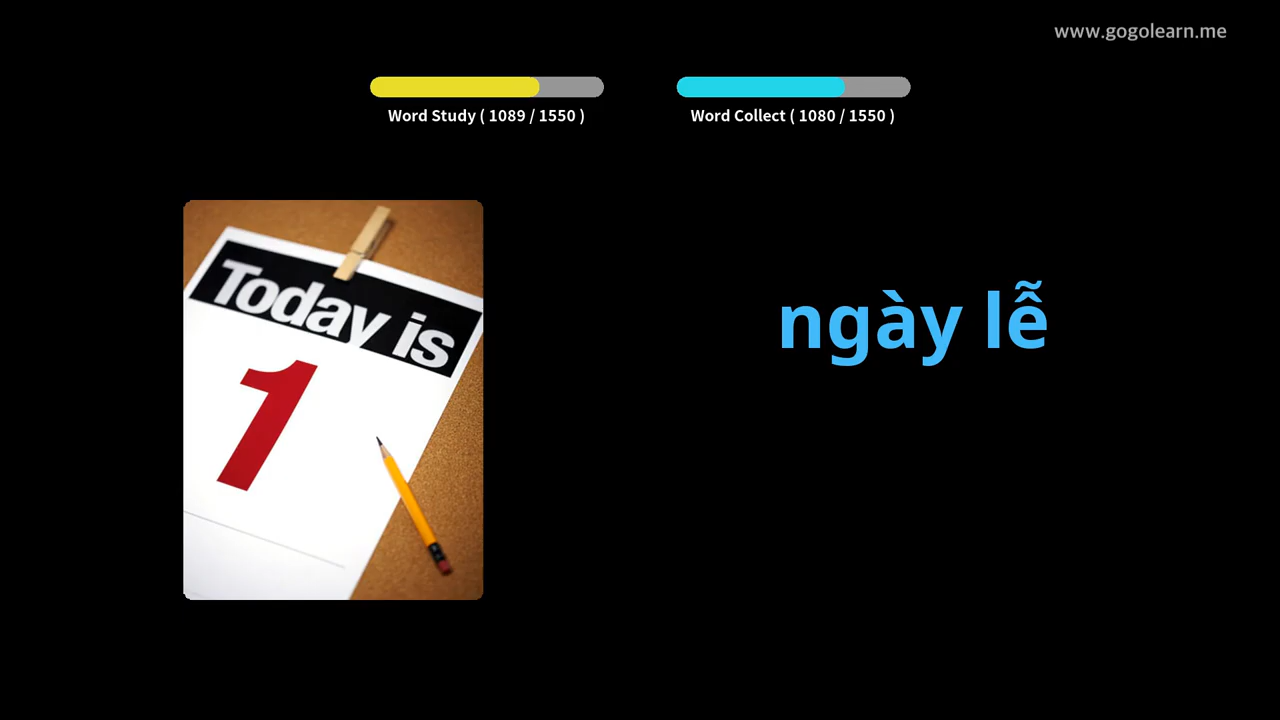 www.gogolearn.me
Word Study ( 1089 / 1550 )
Word Collect ( 1080 / 1550 )
Today is
1
ngày lễ